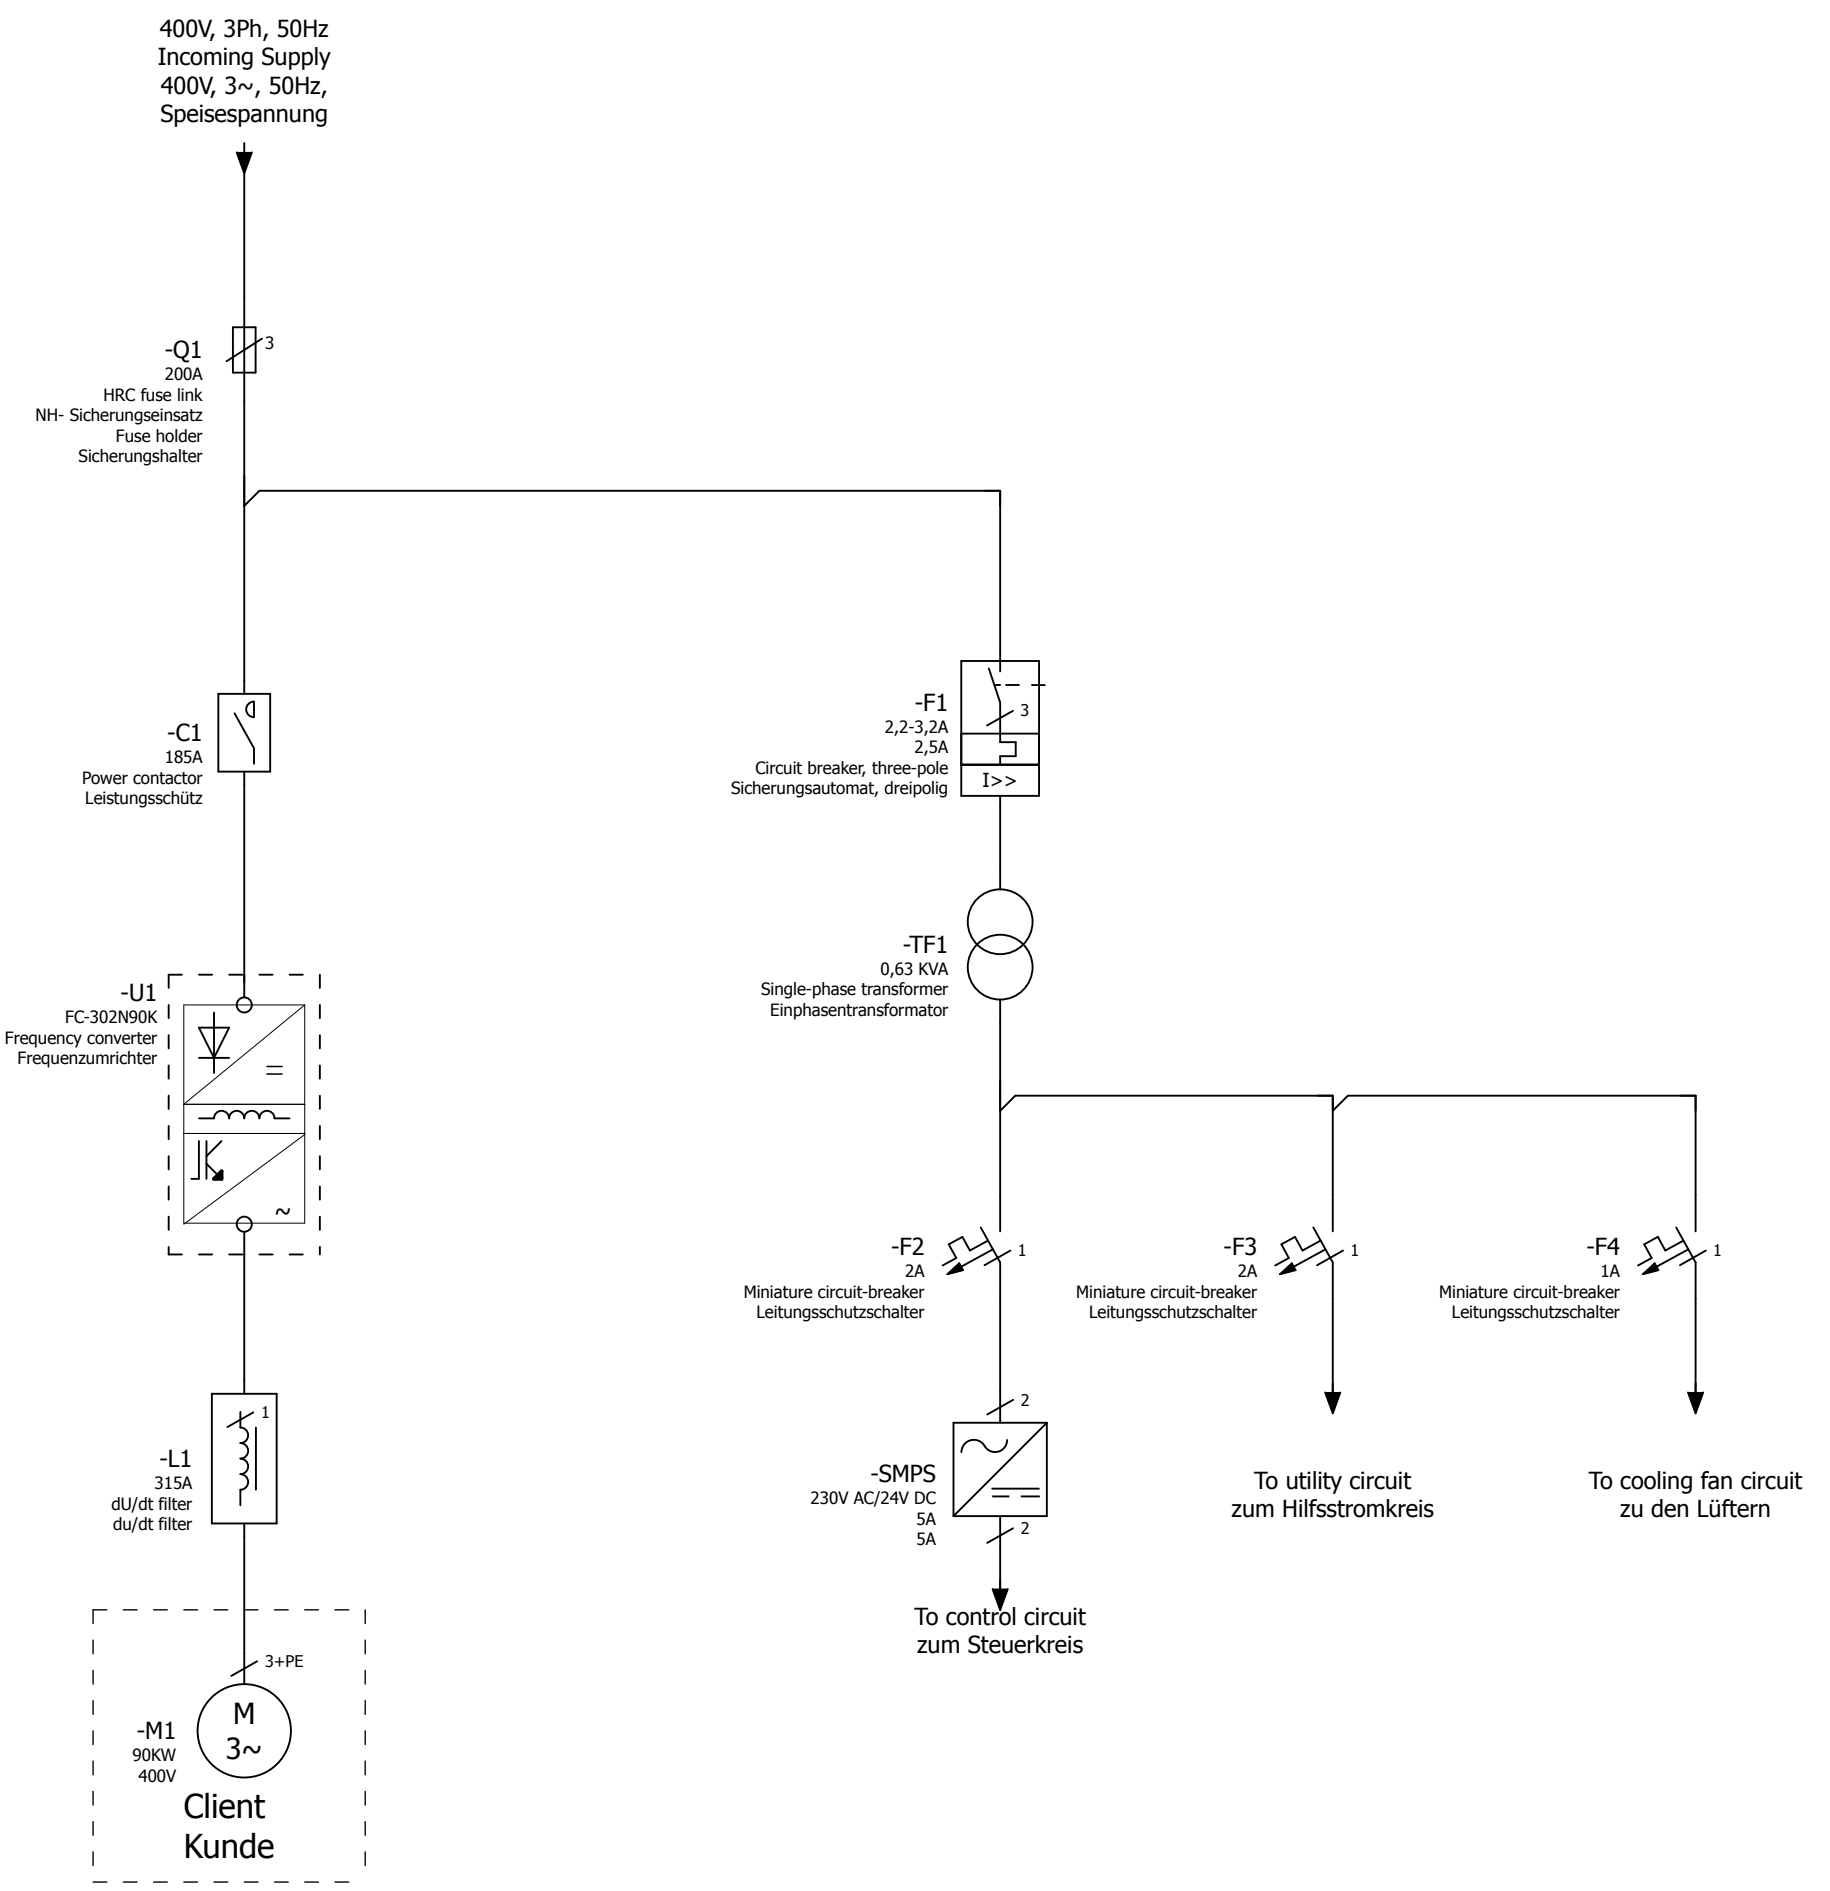 400V, 3Ph, 50Hz
Incoming Supply
400V, 3~, 50Hz,
Speisespannung
-Q1
200A
HRC fuse link
NH- Sicherungseinsatz
Fuse holder
Sicherungshalter
3
-C1
185A
Power contactor
Leistungsschütz
-F1
2,2-3,2A
2,5A
Circuit breaker, three-pole
Sicherungsautomat, dreipolig
3
I>>
-TF1
0,63 KVA
Single-phase transformer
Einphasentransformator
-U1
FC-302N90K
Frequency converter
Frequenzumrichter
=
~
-F2
2A
Miniature circuit-breaker
Leitungsschutzschalter
1
-F3
2A
Miniature circuit-breaker
Leitungsschutzschalter
1
-F4
1A
Miniature circuit-breaker
Leitungsschutzschalter
1
-L1
315A
dU/dt filter
du/dt filter
1
2
-SMPS
230V AC/24V DC
5A
5A
2
To control circuit
zum Steuerkreis
To utility circuit
zum Hilfsstromkreis
To cooling fan circuit
zu den Lüftern
3+PE
-M1
90KW
400V
M
3~
Client
Kunde